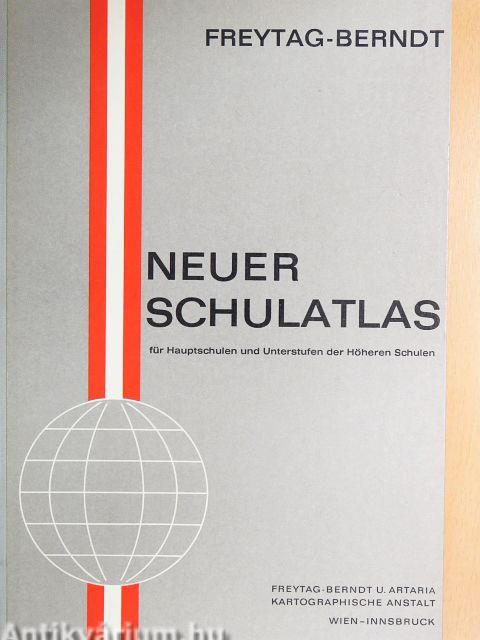 FREYTAG-BERNDT
NEUER
SCHULATLAS
für Hauptschulen und Unterstufen der Höheren Schulen
FREYTAG-BERNDT U. ARTARIA
KARTOGRAPHISCHE ANSTALT
WIEN–INNSBRUCK
Antikvárium.hu